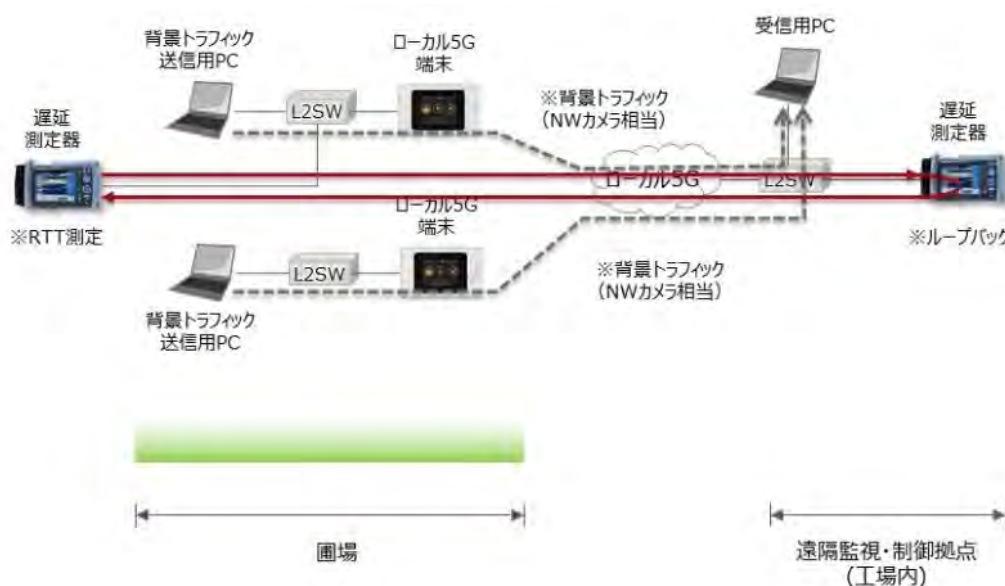 背景トラフィック
送信用PC
ローカル5G
端末
受信用PC
L2SW
※背景トラフィック
(NWカメラ相当)
遅延
測定器
遅延
測定器
ローカル5G
L2SW
※RTT測定
ローカル5G
端末
※ループバック
L2SW
※背景トラフィック
(NWカメラ相当)
背景トラフィック
送信用PC
圃場
遠隔監視・制御拠点
(工場内)